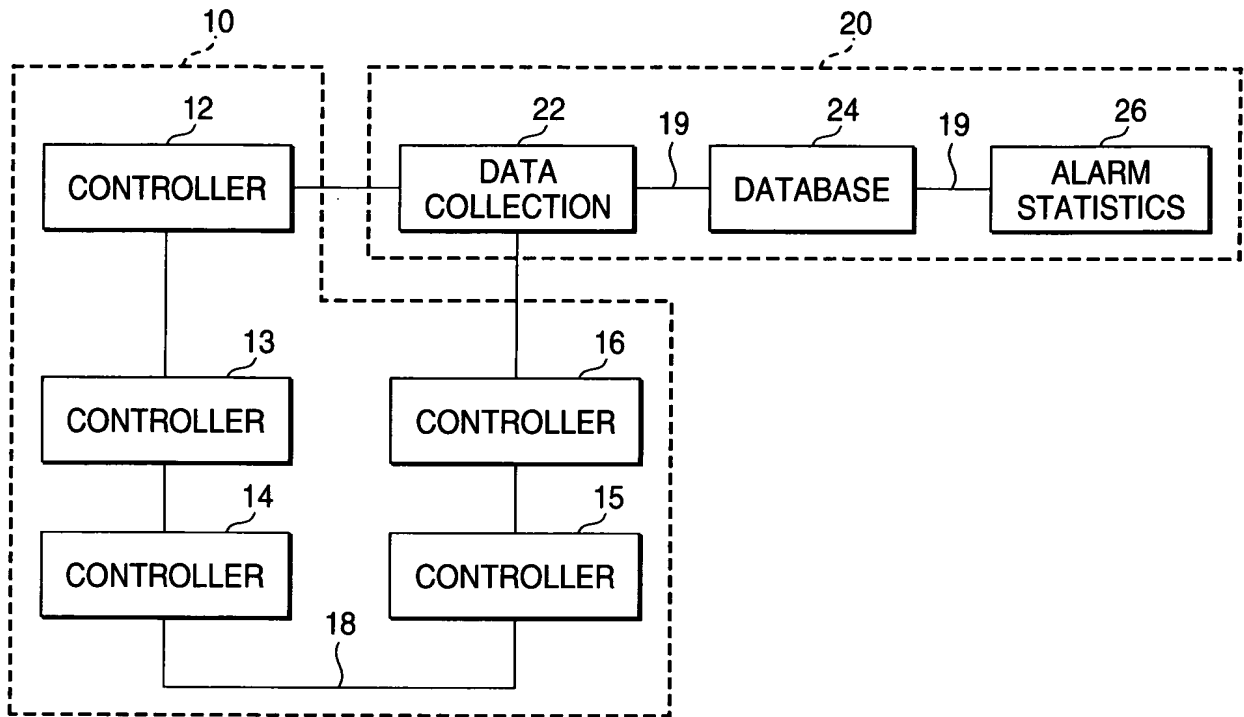 10
20
12
22
19
24
19
26
CONTROLLER
DATA
COLLECTION
DATABASE
ALARM
STATISTICS
13
16
CONTROLLER
CONTROLLER
14
15
CONTROLLER
CONTROLLER
18